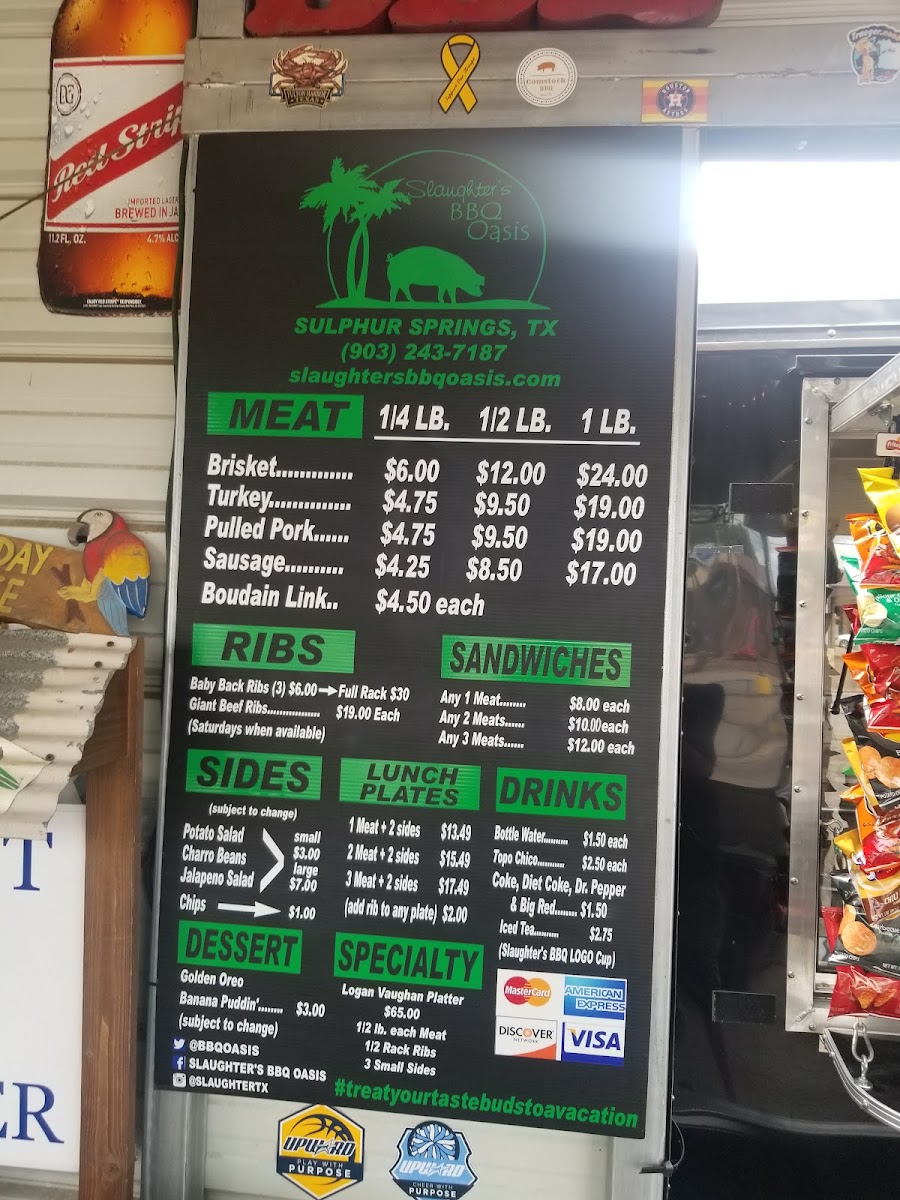 Red Strip
IMPORTED LAGER
BREWED IN JA
11.2 FL. OZ.
4.7% ALC
ENJOY RED STRIPE RESPONSIBLY.
TEXAS
Comstock
BBQ
HOUSTON
ASTROS
Slaughter's
BBQ
Oasis
SULPHUR SPRINGS, TX
(903) 243-7187
slaughtersbbqoasis.com
MEAT 1/4 LB. 1/2 LB. 1 LB.
Brisket............. $6.00 $12.00 $24.00
Turkey.............. $4.75 $9.50 $19.00
Pulled Pork...... $4.75 $9.50 $19.00
Sausage.......... $4.25 $8.50 $17.00
Boudain Link.. $4.50 each
RIBS
Baby Back Ribs (3) $6.00 Full Rack $30
Giant Beef Ribs................ $19.00 Each
(Saturdays when available)
SANDWICHES
Any 1 Meat........ $8.00 each
Any 2 Meats...... $10.00 each
Any 3 Meats...... $12.00 each
SIDES
(subject to change)
Potato Salad
Charro Beans
Jalapeno Salad
small
$3.00
large
$7.00
Chips $1.00
LUNCH
PLATES
1 Meat + 2 sides $13.49
2 Meat + 2 sides $15.49
3 Meat + 2 sides $17.49
(add rib to any plate) $2.00
DRINKS
Bottle Water......... $1.50 each
Topo Chico........... $2.50 each
Coke, Diet Coke, Dr. Pepper
& Big Red........ $1.50
Iced Tea.......... $2.75
(Slaughter's BBQ LOGO Cup)
DESSERT
Golden Oreo
Banana Puddin'........ $3.00
(subject to change)
SPECIALTY
Logan Vaughan Platter
$65.00
1/2 lb. each Meat
1/2 Rack Ribs
3 Small Sides
MasterCard
AMERICAN
EXPRESS
DISCOVER
NETWORK
VISA
@BBQOASIS
SLAUGHTER'S BBQ OASIS
@SLAUGHTERTX
#treatyourtastebudstoavacation
UPWARD
PLAY WITH
PURPOSE
UPWARD
CHEER WITH
PURPOSE
DAY
E
T
ER